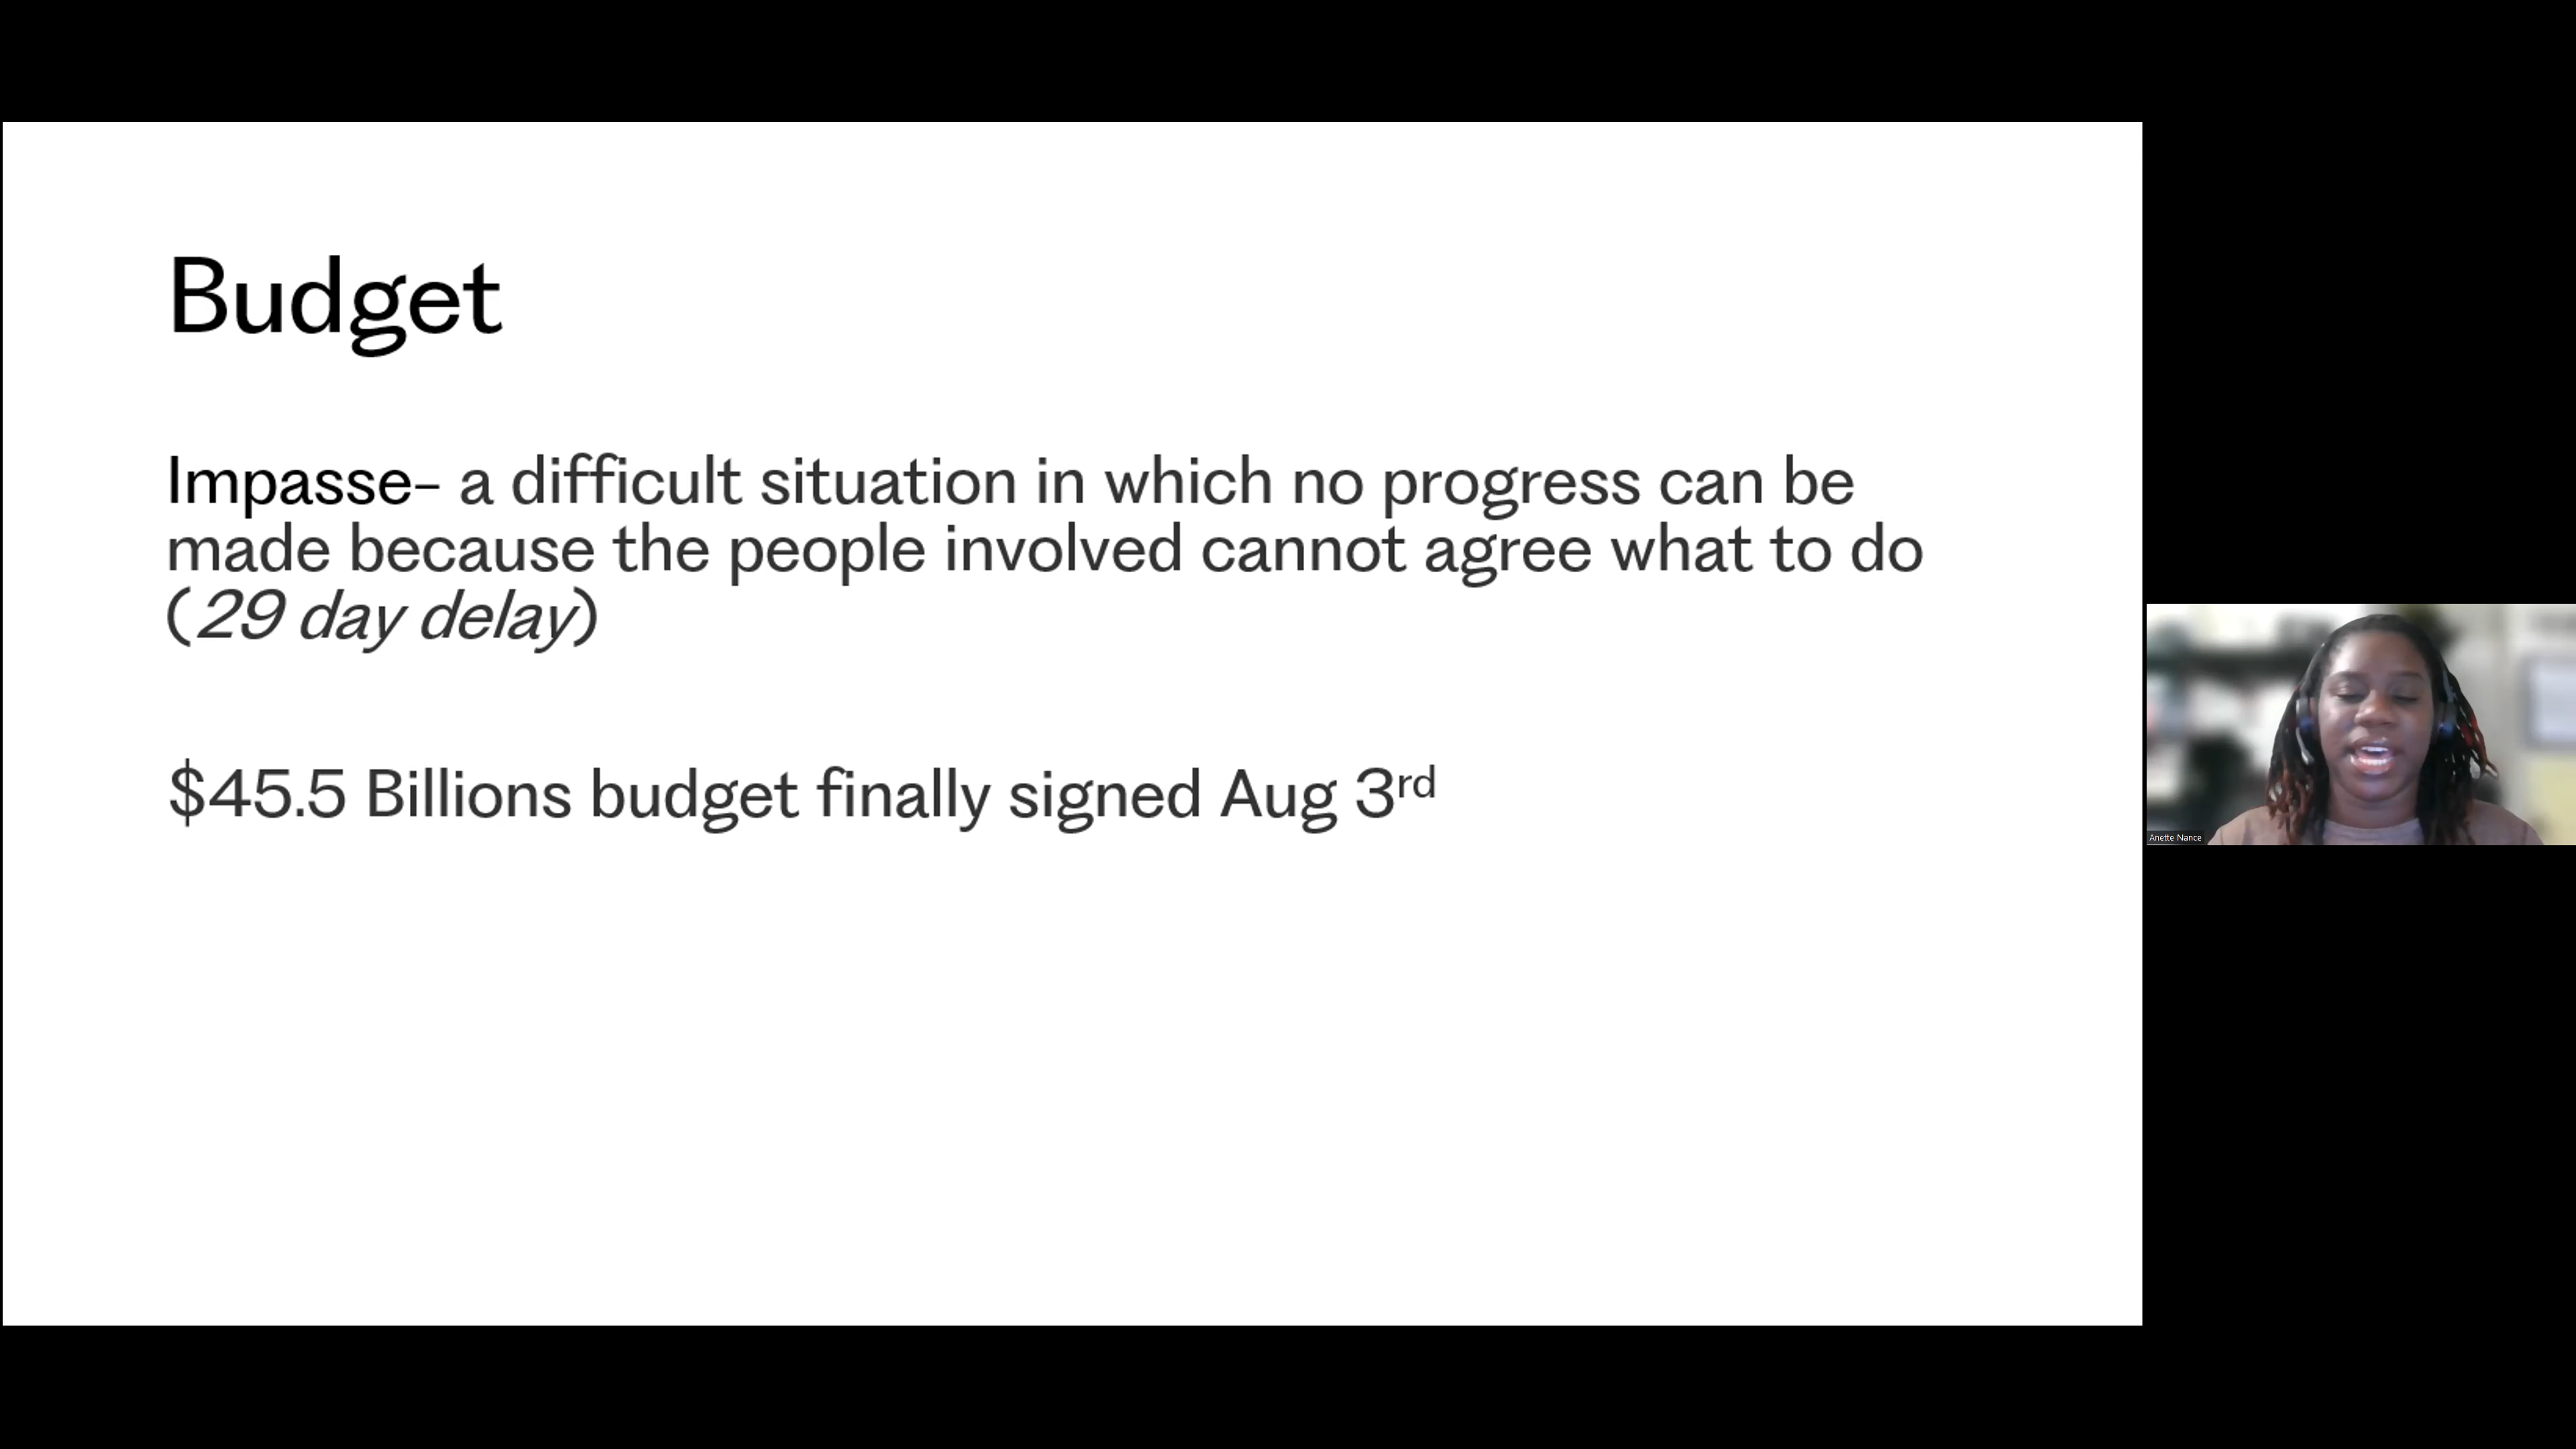 Budget
Impasse- a difficult situation in which no progress can be
made because the people involved cannot agree what to do
(29 day delay)
$45.5 Billions budget finally signed Aug 3rd
Anette Nance